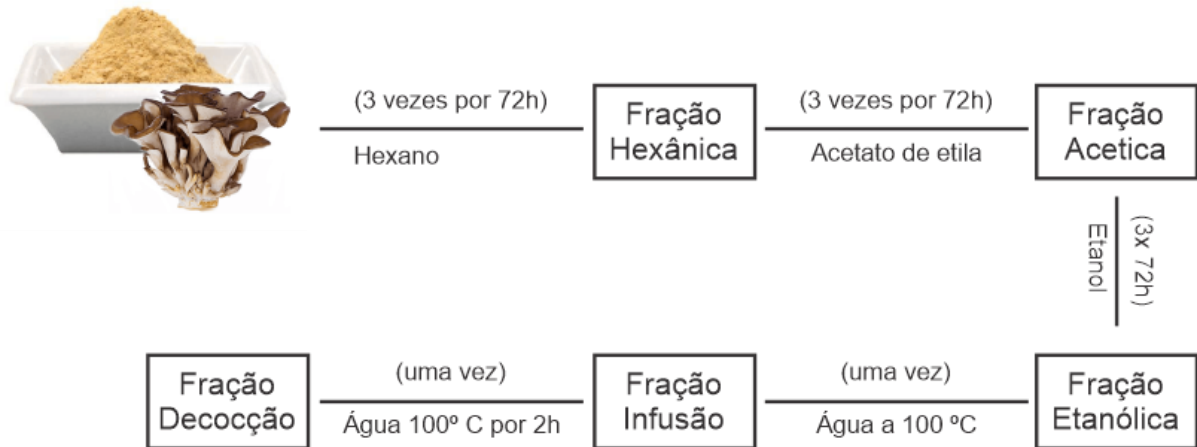 (3 vezes por 72h)
Hexano
Fração
Hexânica
(3 vezes por 72h)
Acetato de etila
Fração
Acetica
(3x 72h)
Etanol
Fração
Etanólica
(uma vez)
Água a 100 ºC
Fração
Infusão
(uma vez)
Água 100º C por 2h
Fração
Decocção